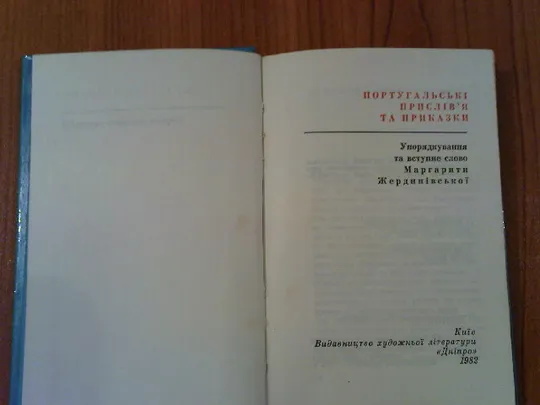 ПОРТУГАЛЬСЬКІ
ПРИСЛІВ'Я
ТА ПРИКАЗКИ
Упорядкування
та вступне слово
Маргарити
Жердинівської
Київ
Видавництво художньої літератури
«Дніпро»
1982